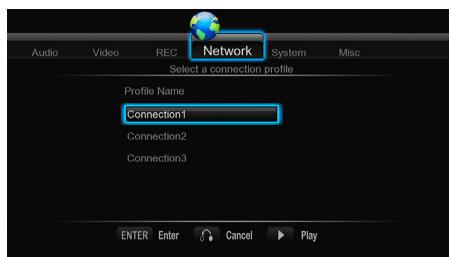 Audio Video REC Network System Misc
Select a connection profile
Profile Name
Connection1
Connection2
Connection3
ENTER Enter Cancel Play